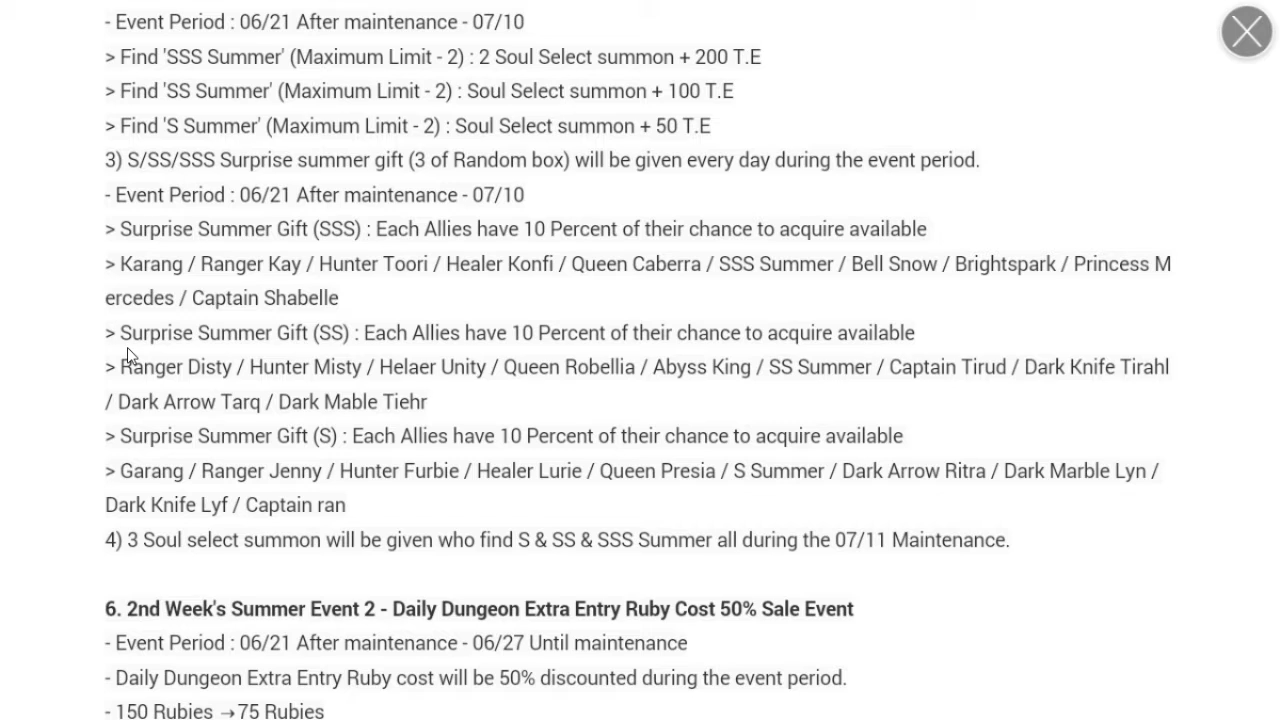 - Event Period : 06/21 After maintenance - 07/10
> Find 'SSS Summer' (Maximum Limit - 2) : 2 Soul Select summon + 200 T.E
> Find 'SS Summer' (Maximum Limit - 2) : Soul Select summon + 100 T.E
> Find 'S Summer' (Maximum Limit - 2) : Soul Select summon + 50 T.E
3) S/SS/SSS Surprise summer gift (3 of Random box) will be given every day during the event period.
- Event Period : 06/21 After maintenance - 07/10
> Surprise Summer Gift (SSS) : Each Allies have 10 Percent of their chance to acquire available
> Karang / Ranger Kay / Hunter Toori / Healer Konfi / Queen Caberra / SSS Summer / Bell Snow / Brightspark / Princess M
ercedes / Captain Shabelle
> Surprise Summer Gift (SS) : Each Allies have 10 Percent of their chance to acquire available
> Ranger Disty / Hunter Misty / Helaer Unity / Queen Robellia / Abyss King / SS Summer / Captain Tirud / Dark Knife Tirahl
/ Dark Arrow Tarq / Dark Mable Tiehr
> Surprise Summer Gift (S) : Each Allies have 10 Percent of their chance to acquire available
> Garang / Ranger Jenny / Hunter Furbie / Healer Lurie / Queen Presia / S Summer / Dark Arrow Ritra / Dark Marble Lyn /
Dark Knife Lyf / Captain ran
4) 3 Soul select summon will be given who find S & SS & SSS Summer all during the 07/11 Maintenance.
6. 2nd Week's Summer Event 2 - Daily Dungeon Extra Entry Ruby Cost 50% Sale Event
- Event Period : 06/21 After maintenance - 06/27 Until maintenance
- Daily Dungeon Extra Entry Ruby cost will be 50% discounted during the event period.
- 150 Rubies →75 Rubies